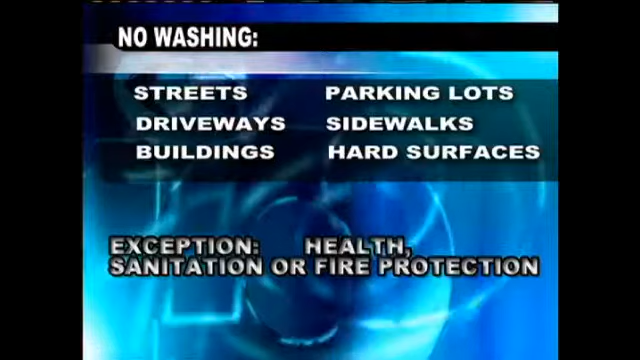 NO WASHING:
STREETS PARKING LOTS
DRIVEWAYS SIDEWALKS
BUILDINGS HARD SURFACES
EXCEPTION: HEALTH,
SANITATION OR FIRE PROTECTION